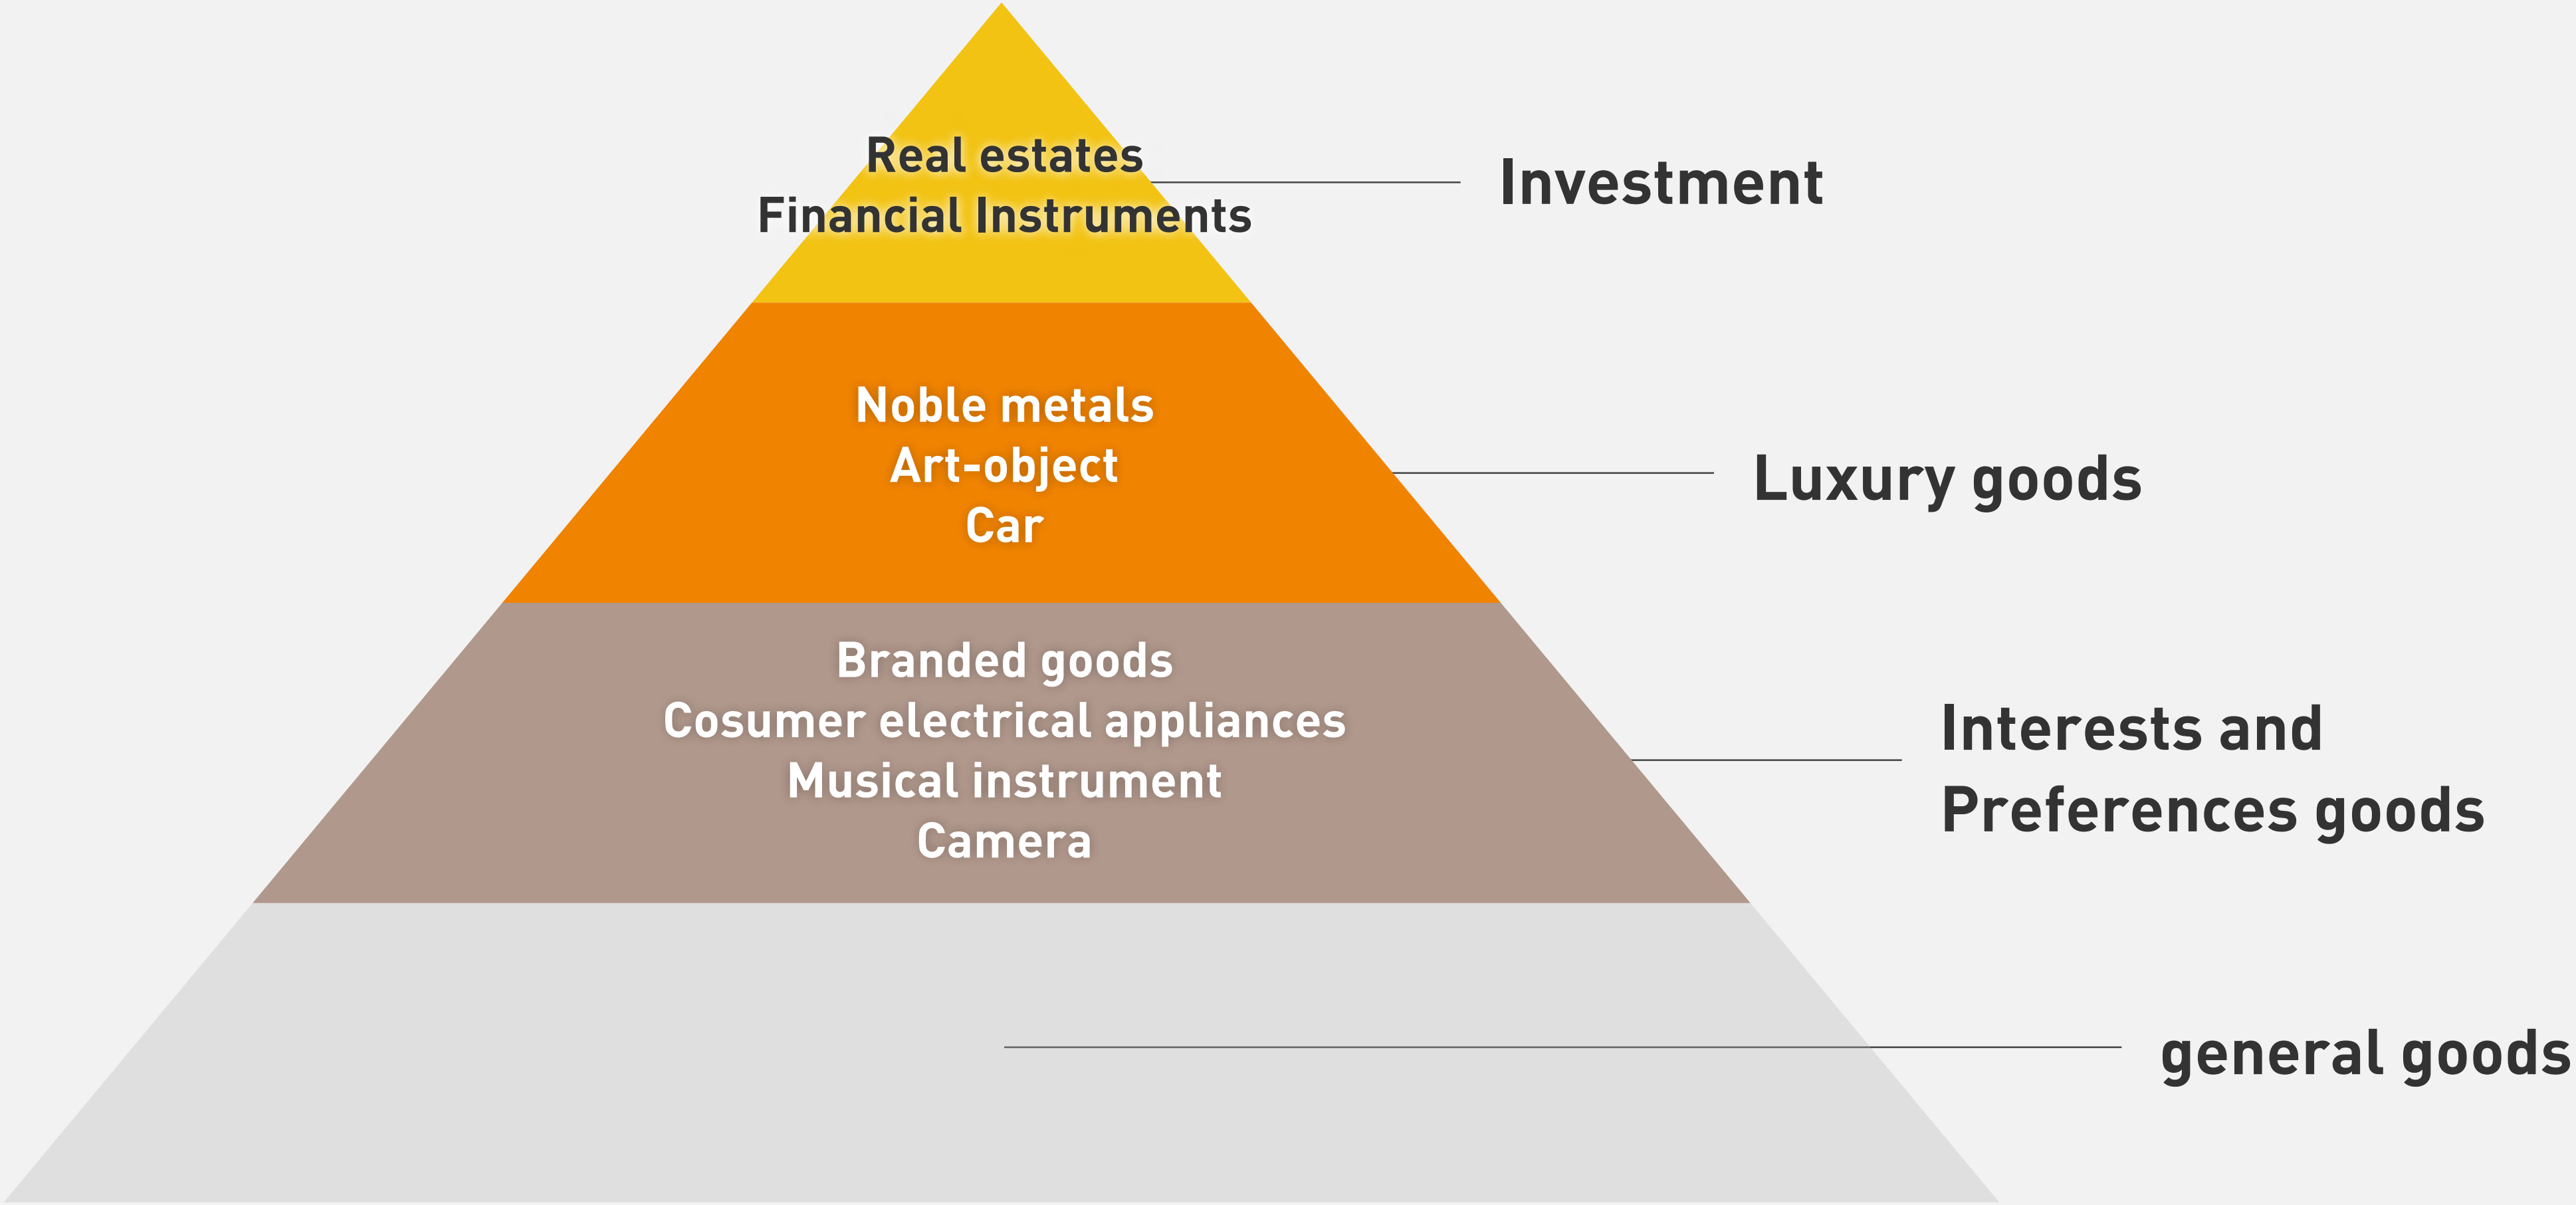 Real estates
Financial Instruments
Investment
Noble metals
Art-object
Car
Luxury goods
Branded goods
Cosumer electrical appliances
Musical instrument
Camera
Interests and
Preferences goods
general goods